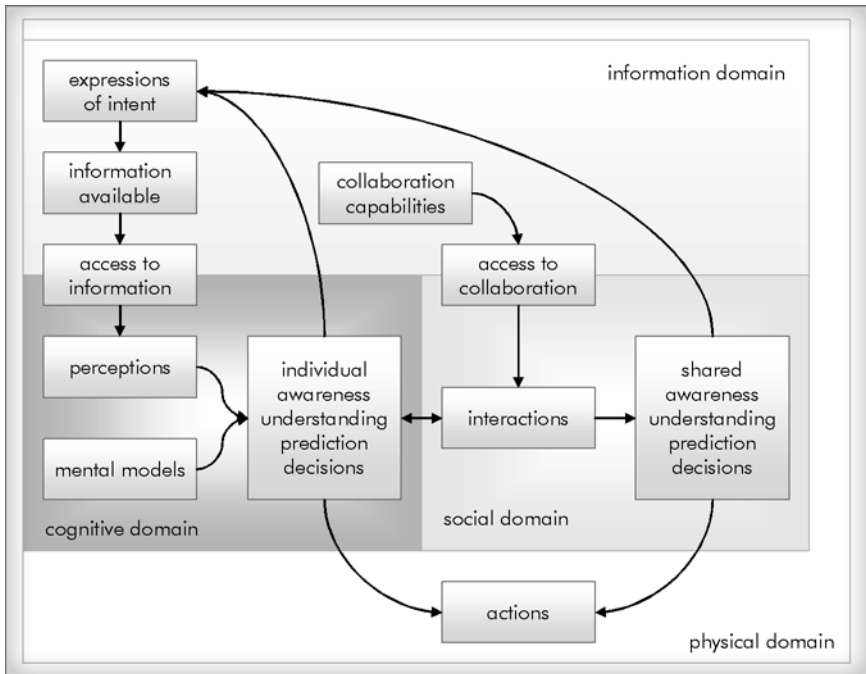 expressions
of intent
information domain
information
available
collaboration
capabilities
access to
information
access to
collaboration
perceptions
individual
awareness
understanding
prediction
decisions
interactions
shared
awareness
understanding
prediction
decisions
mental models
cognitive domain
social domain
actions
physical domain